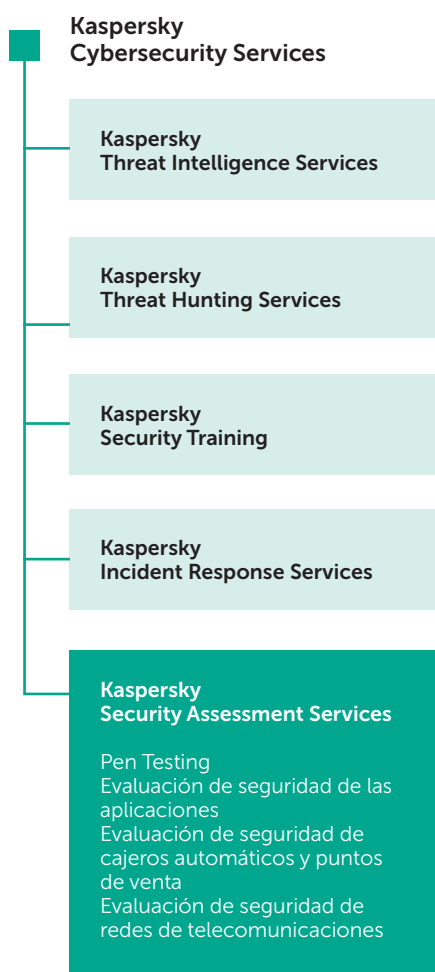 Kaspersky
Cybersecurity Services
Kaspersky
Threat Intelligence Services
Kaspersky
Threat Hunting Services
Kaspersky
Security Training
Kaspersky
Incident Response Services
Kaspersky
Security Assessment Services
Pen Testing
Evaluación de seguridad de las
aplicaciones
Evaluación de seguridad de
cajeros automáticos y puntos
de venta
Evaluación de seguridad de
redes de telecomunicaciones